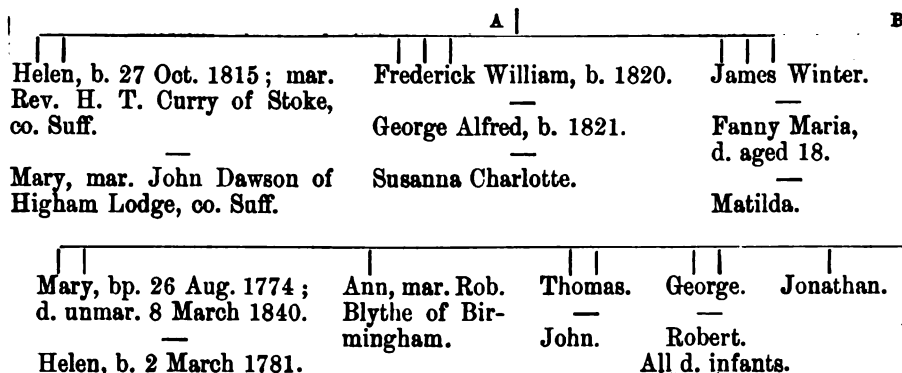 A
B
Helen, b. 27 Oct. 1815 ; mar.
Rev. H. T. Curry of Stoke,
co. Suff.
Mary, mar. John Dawson of
Higham Lodge, co. Suff.
Frederick William, b. 1820.
George Alfred, b. 1821.
Susanna Charlotte.
James Winter.
Fanny Maria,
d. aged 18.
Matilda.
Mary, bp. 26 Aug. 1774 ;
d. unmar. 8 March 1840.
Helen, b. 2 March 1781.
Ann, mar. Rob.
Blythe of Bir-
mingham.
Thomas.
John.
George.
Robert.
Jonathan.
All d. infants.